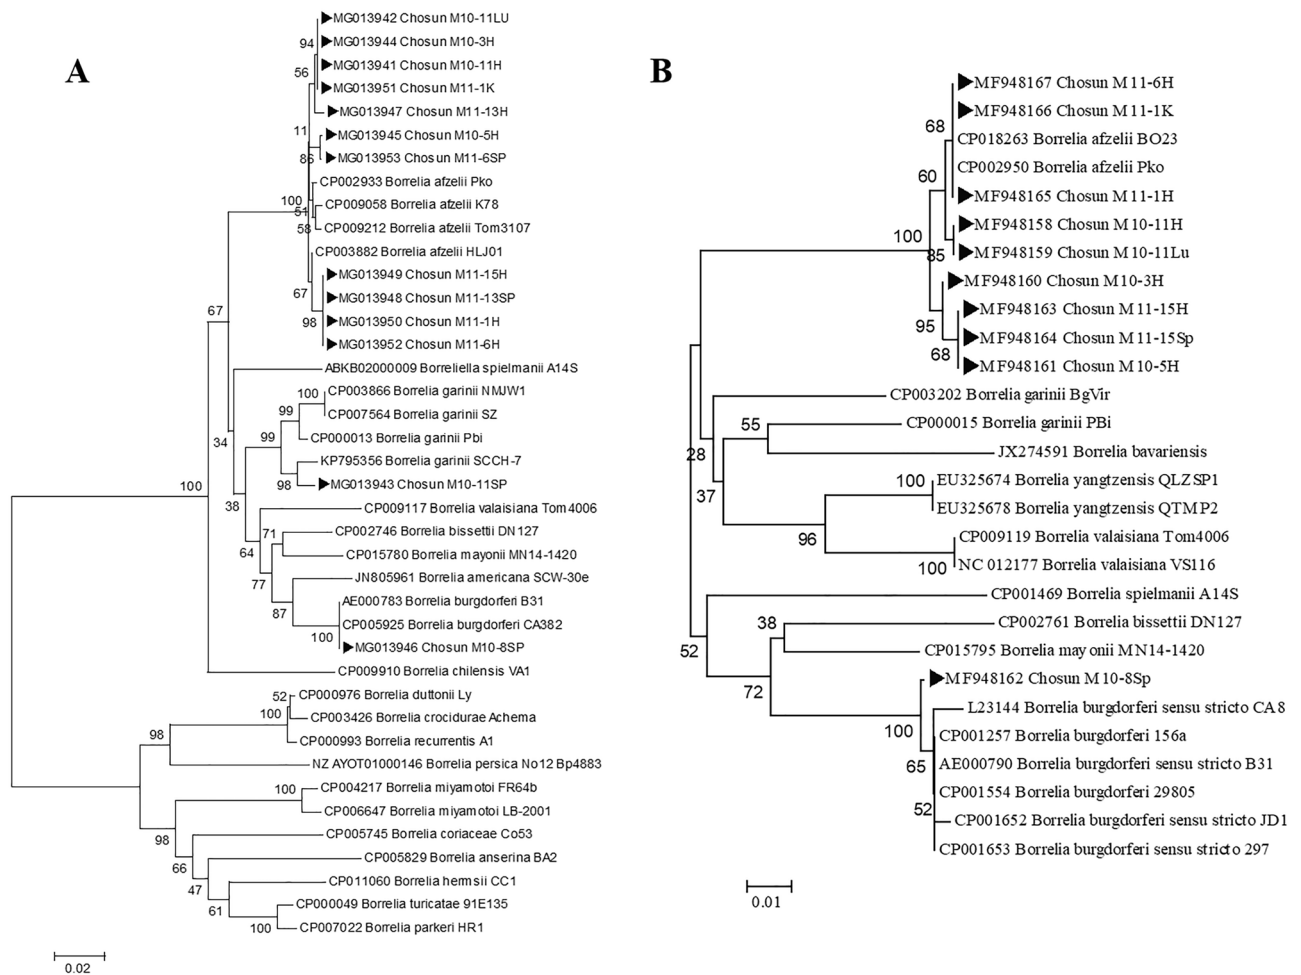 A
MG013942 Chosun M10-11LU
94
MG013944 Chosun M10-3H
56
MG013941 Chosun M10-11H
MG013951 Chosun M11-1K
MG013947 Chosun M11-13H
11
MG013945 Chosun M10-5H
86
MG013953 Chosun M11-6SP
CP002933 Borrelia afzelii Pko
100
51
CP009058 Borrelia afzelii K78
58
CP009212 Borrelia afzelii Tom3107
CP003882 Borrelia afzelii HLJ01
MG013949 Chosun M11-15H
67
MG013948 Chosun M11-13SP
98
MG013950 Chosun M11-1H
MG013952 Chosun M11-6H
67
ABKB02000009 Borreliella spielmanii A14S
100
CP003866 Borrelia garinii NMJW1
99
CP007564 Borrelia garinii SZ
99
CP000013 Borrelia garinii Pbi
34
KP795356 Borrelia garinii SCCH-7
98
MG013943 Chosun M10-11SP
100
38
CP009117 Borrelia valaisiana Tom4006
71
CP002746 Borrelia bissettii DN127
64
CP015780 Borrelia mayonii MN14-1420
77
JN805961 Borrelia americana SCW-30e
87
AE000783 Borrelia burgdorferi B31
CP005925 Borrelia burgdorferi CA382
100
MG013946 Chosun M10-8SP
CP009910 Borrelia chilensis VA1
52
CP000976 Borrelia duttonii Ly
100
CP003426 Borrelia crocidurae Achema
98
CP000993 Borrelia recurrentis A1
NZ AYOT01000146 Borrelia persica No12 Bp4883
100
CP004217 Borrelia miyamotoi FR64b
CP006647 Borrelia miyamotoi LB-2001
98
CP005745 Borrelia coriaceae Co53
66
CP005829 Borrelia anserina BA2
47
CP011060 Borrelia hermsii CC1
61
CP000049 Borrelia turicatae 91E135
100
CP007022 Borrelia parkeri HR1
0.02
B
MF948167 Chosun M11-6H
68
MF948166 Chosun M11-1K
CP018263 Borrelia afzelii BO23
60
CP002950 Borrelia afzelii Pko
MF948165 Chosun M11-1H
100
MF948158 Chosun M10-11H
85
MF948159 Chosun M10-11Lu
MF948160 Chosun M10-3H
95
MF948163 Chosun M11-15H
68
MF948164 Chosun M11-15Sp
MF948161 Chosun M10-5H
CP003202 Borrelia garinii BgVir
55
CP000015 Borrelia garinii PBi
28
JX274591 Borrelia bavariensis
37
100
EU325674 Borrelia yangtzensis QLZSP1
EU325678 Borrelia yangtzensis QTMP2
96
CP009119 Borrelia valaisiana Tom4006
100
NC 012177 Borrelia valaisiana VS116
CP001469 Borrelia spielmanii A14S
38
CP002761 Borrelia bissettii DN127
52
CP015795 Borrelia mayonii MN14-1420
72
MF948162 Chosun M10-8Sp
L23144 Borrelia burgdorferi sensu stricto CA8
100
CP001257 Borrelia burgdorferi 156a
65
AE000790 Borrelia burgdorferi sensu stricto B31
CP001554 Borrelia burgdorferi 29805
52
CP001652 Borrelia burgdorferi sensu stricto JD1
CP001653 Borrelia burgdorferi sensu stricto 297
0.01